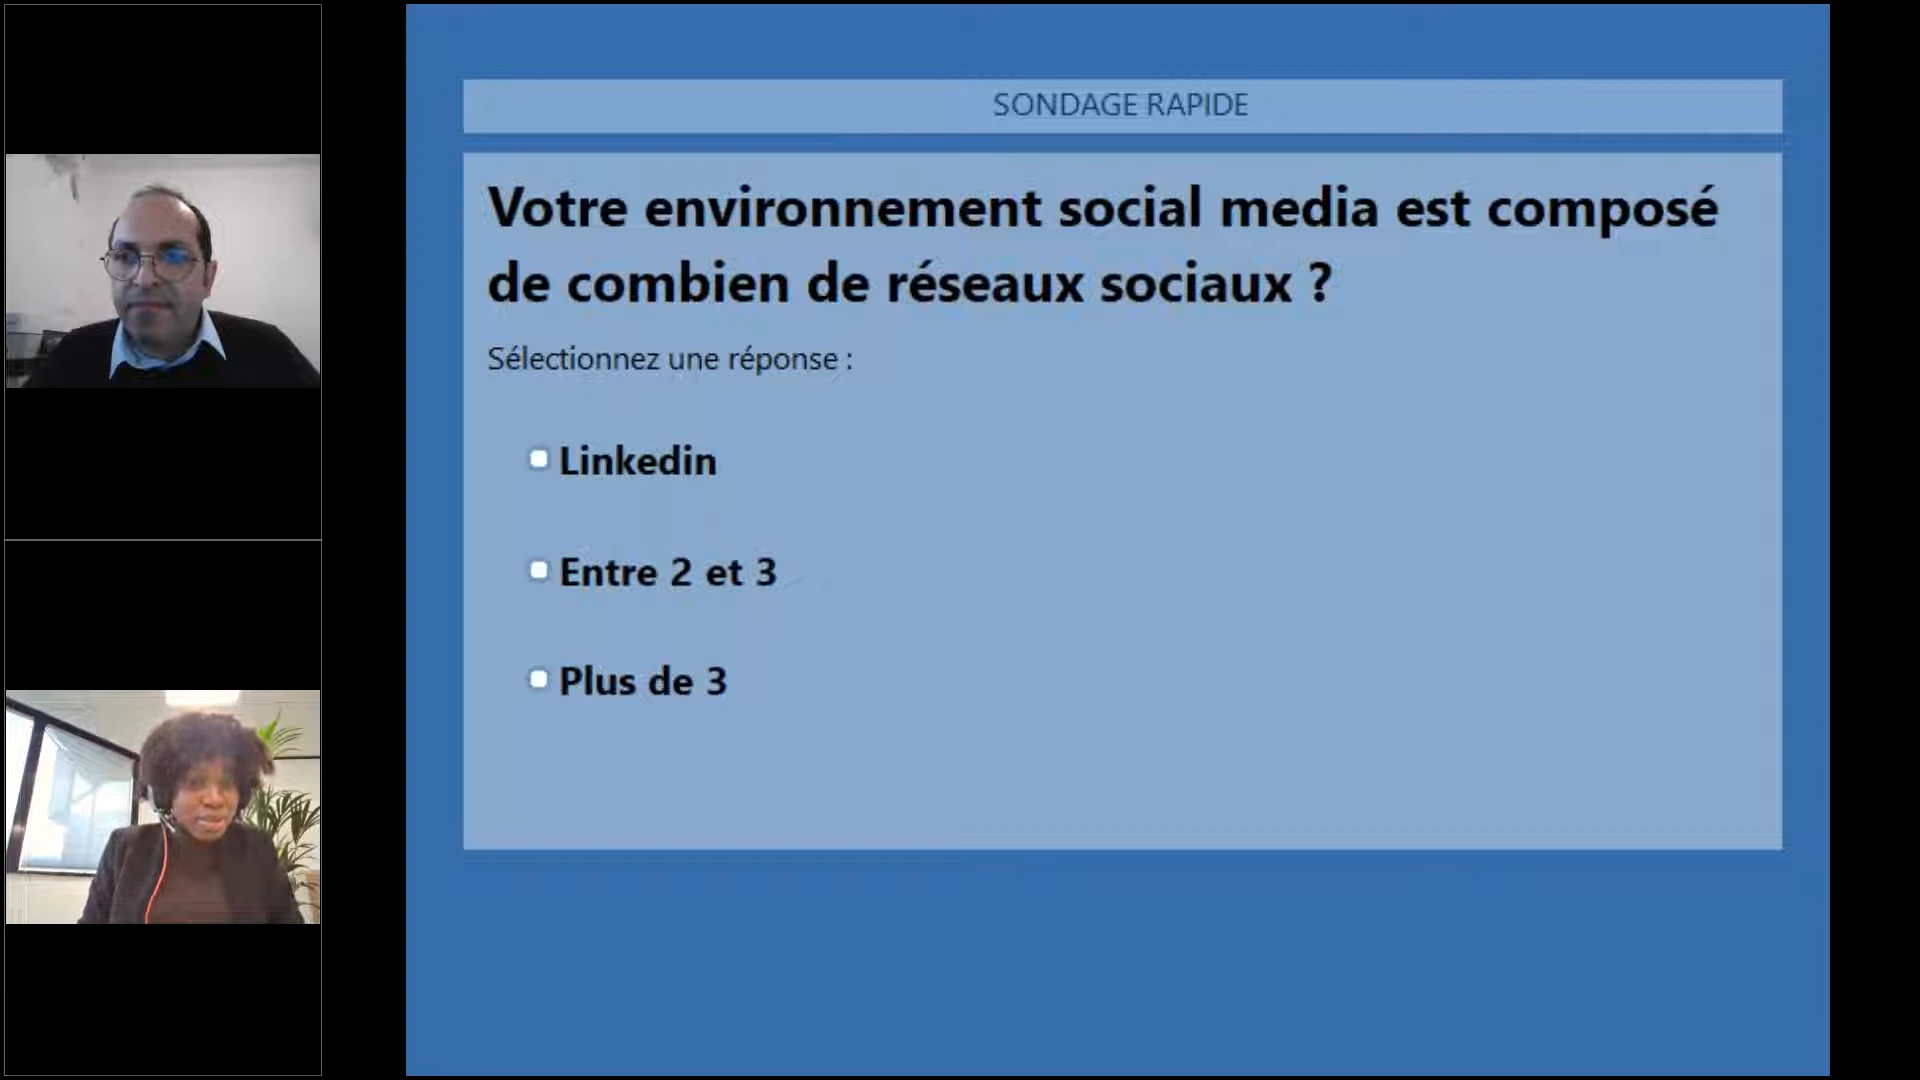 SONDAGE RAPIDE
Votre environnement social media est composé
de combien de réseaux sociaux ?
Sélectionnez une réponse :
Linkedin
Entre 2 et 3
Plus de 3